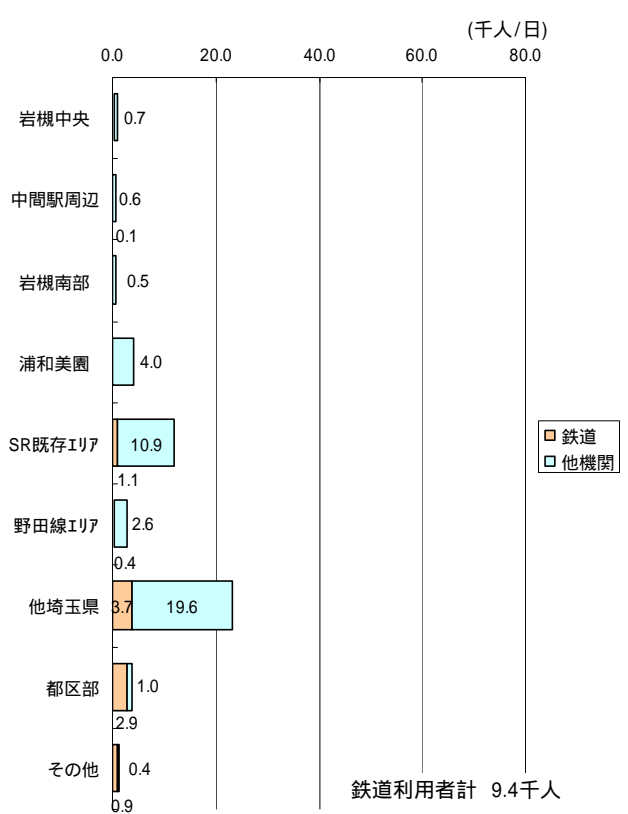 (千人/日)
0.0 20.0 40.0 60.0 80.0
岩槻中央 0.7
中間駅周辺 0.6
0.1
岩槻南部 0.5
浦和美園 4.0
SR既存ｴﾘｱ 10.9
1.1
野田線ｴﾘｱ 2.6
0.4
他埼玉県 3.7 19.6
都区部 1.0
2.9
その他 0.4
0.9
鉄道
他機関
鉄道利用者計 9.4千人